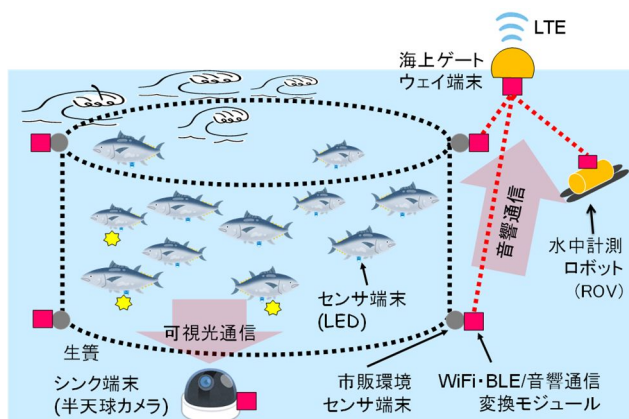 LTE
海上ゲート
ウェイ端末
音響通信
水中計測
ロボット
(ROV)
センサ端末
(LED)
可視光通信
生簀
シンク端末
(半天球カメラ)
市販環境
センサ端末
WiFi・BLE/音響通信
変換モジュール